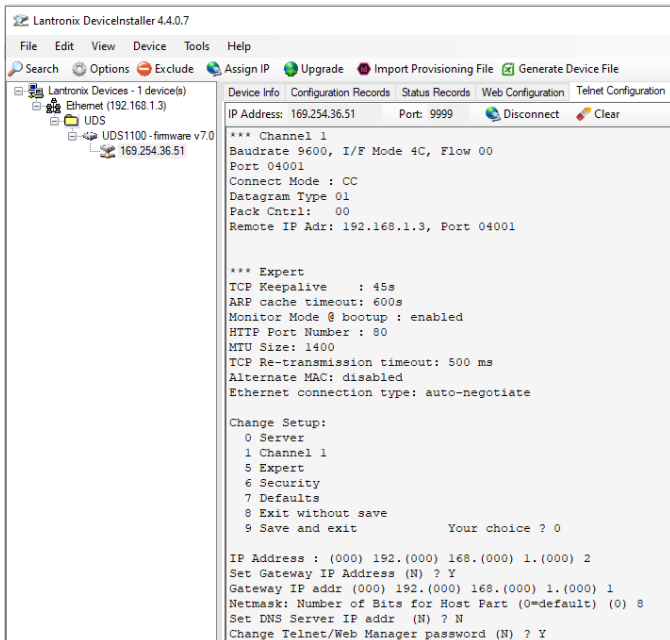 Lantronix DeviceInstaller 4.4.0.7
File Edit View Device Tools Help
Search Options Exclude Assign IP Upgrade Import Provisioning File Generate Device File
Lantronix Devices - 1 device(s)
Ethernet (192.168.1.3)
UDS
UDS1100 - firmware v7.0
169.254.36.51
Device Info Configuration Records Status Records Web Configuration Telnet Configuration
IP Address: 169.254.36.51 Port: 9999 Disconnect Clear
*** Channel 1
Baudrate 9600, I/F Mode 4C, Flow 00
Port 04001
Connect Mode : CC
Datagram Type 01
Pack Cntrl: 00
Remote IP Adr: 192.168.1.3, Port 04001
*** Expert
TCP Keepalive : 45s
ARP cache timeout: 600s
Monitor Mode @ bootup : enabled
HTTP Port Number : 80
MTU Size: 1400
TCP Re-transmission timeout: 500 ms
Alternate MAC: disabled
Ethernet connection type: auto-negotiate
Change Setup:
0 Server
1 Channel 1
5 Expert
6 Security
7 Defaults
8 Exit without save
9 Save and exit Your choice ? 0
IP Address : (000) 192.(000) 168.(000) 1.(000) 2
Set Gateway IP Address (N) ? Y
Gateway IP addr (000) 192.(000) 168.(000) 1.(000) 1
Netmask: Number of Bits for Host Part (0=default) (0) 8
Set DNS Server IP addr (N) ? N
Change Telnet/Web Manager password (N) ? Y